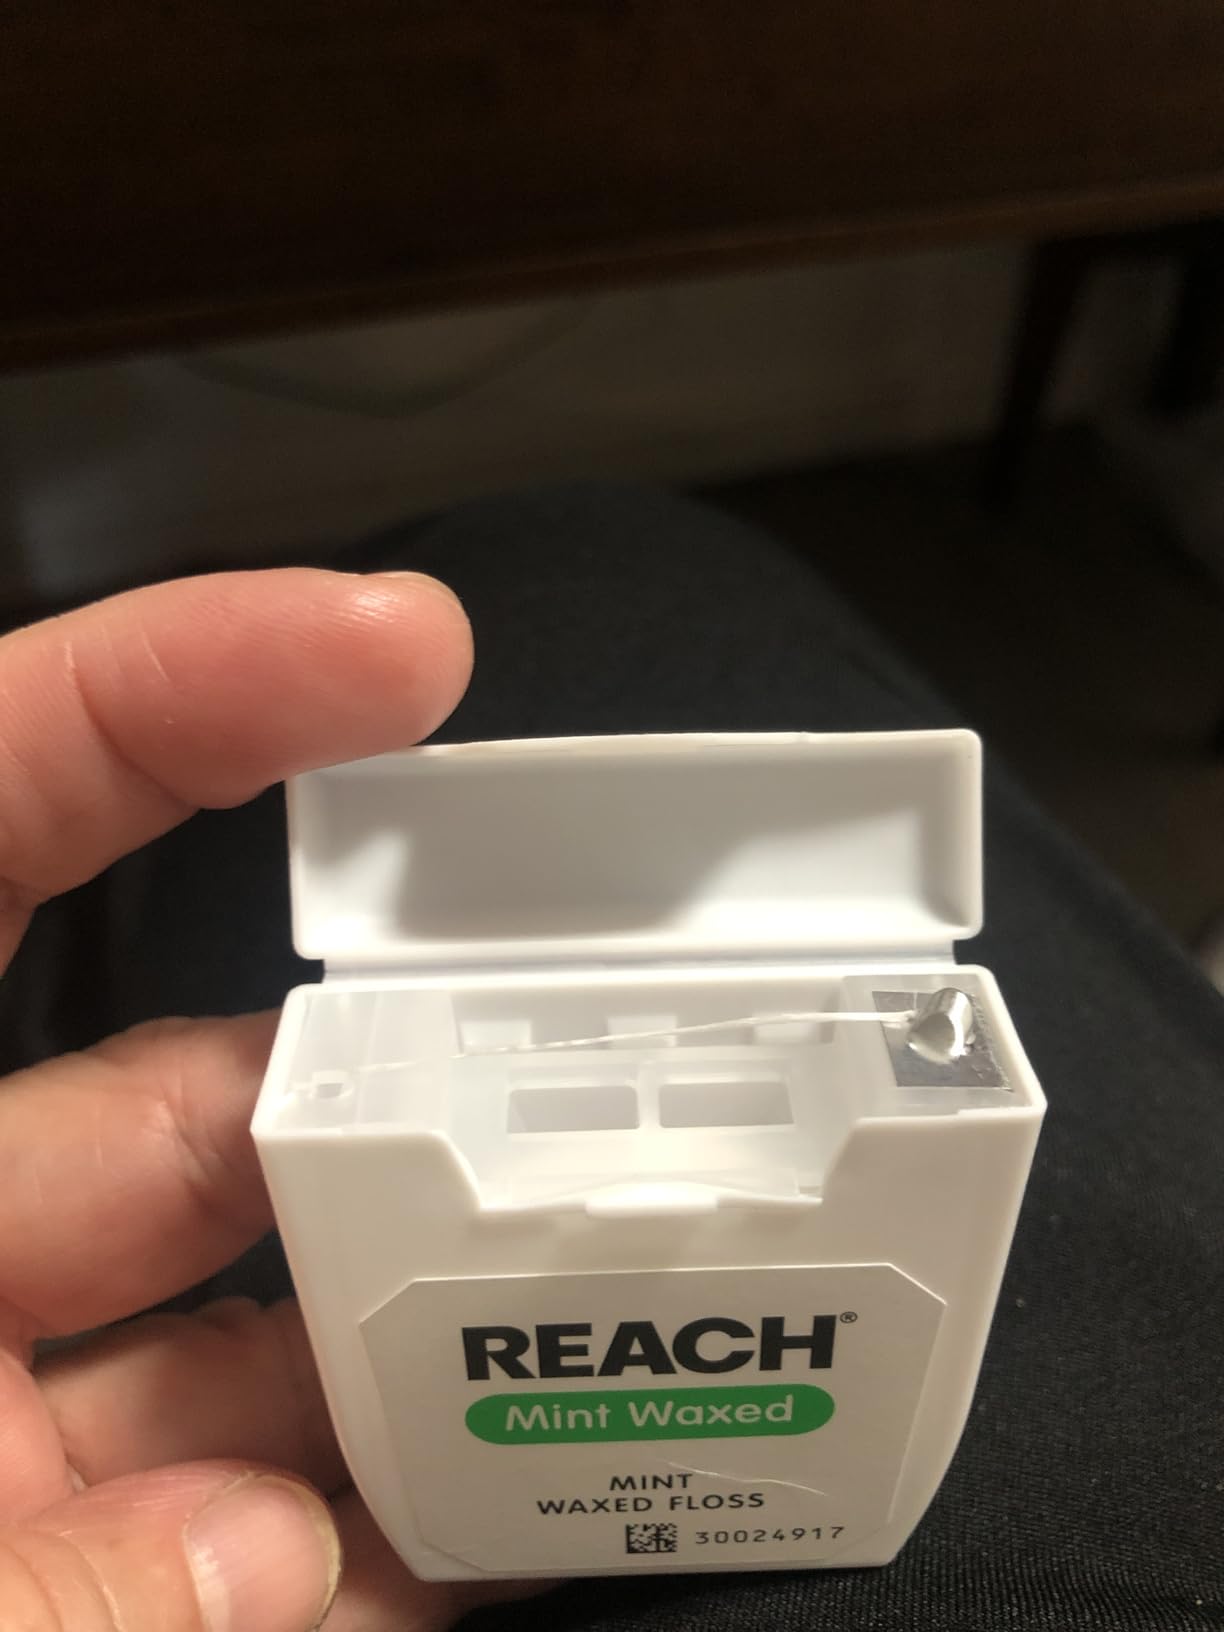 REACH®
Mint Waxed
MINT
WAXED FLOSS
30024917